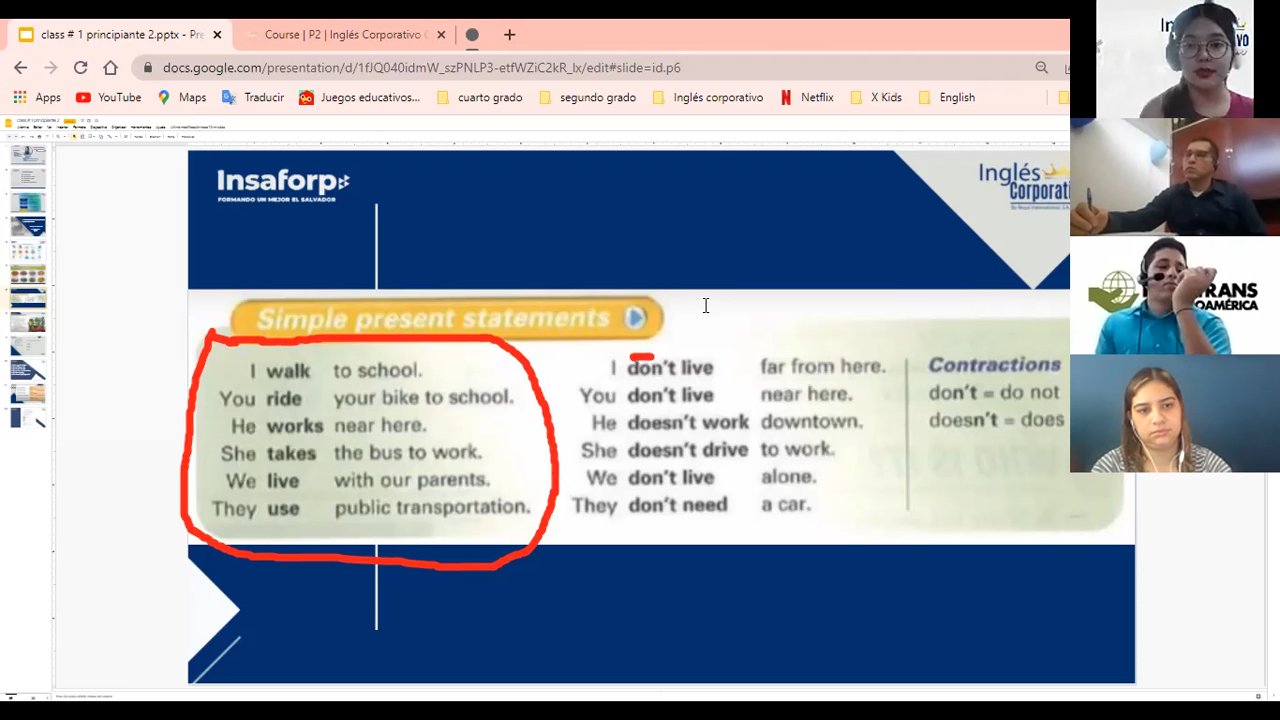 class # 1 principiante 2.pptx - Pre
Course | P2 | Inglés Corporativo
docs.google.com/presentation/d/1fJQ040idmW_szPNLP3-etWZiC2kR_lx/edit#slide=id.p6
Apps YouTube Maps Traducir Juegos educativos... cuarto grado segundo grado Inglés corporativo Netflix X Kids English
class # 1 principiante 2
Insaforp
FORMANDO UN MEJOR EL SALVADOR
Inglés
Corporati
Simple present statements
I walk to school.
You ride your bike to school.
He works near here.
She takes the bus to work.
We live with our parents.
They use public transportation.
I don't live far from here.
You don't live near here.
He doesn't work downtown.
She doesn't drive to work.
We don't live alone.
They don't need a car.
Contractions
don't = do not
doesn't = does
TRANS
OAMÉRICA